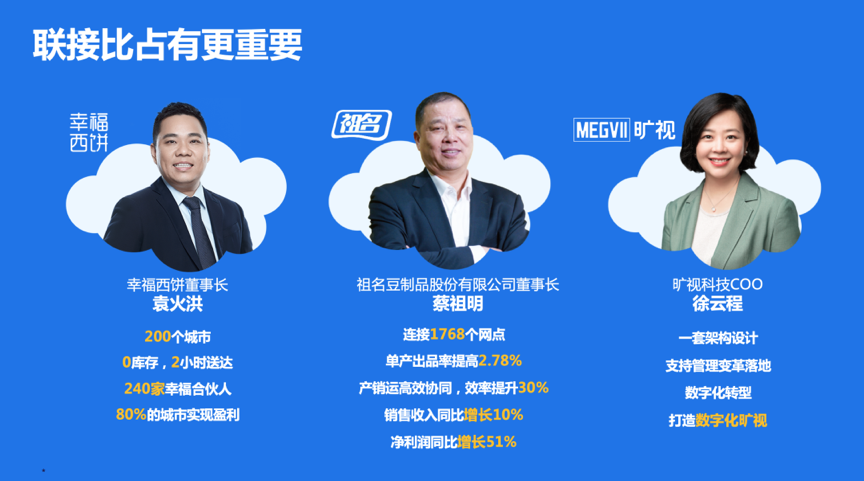 联接比占有更重要
幸福
西饼
幸福西饼董事长
袁火洪
200个城市
0库存，2小时送达
240家幸福合伙人
80%的城市实现盈利
祖名
祖名豆制品股份有限公司董事长
蔡祖明
连接1768个网点
单产出品率提高2.78%
产销运高效协同，效率提升30%
销售收入同比增长10%
净利润同比增长51%
MEGVII 旷视
旷视科技COO
徐云程
一套架构设计
支持管理变革落地
数字化转型
打造数字化旷视